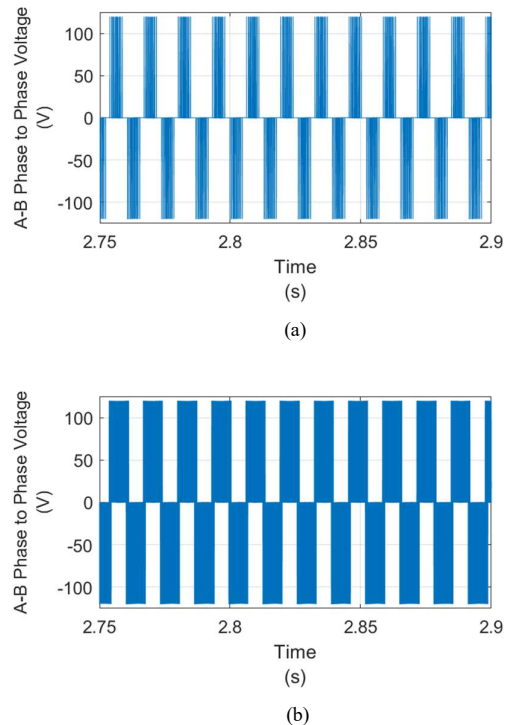 A-B Phase to Phase Voltage
(V)
100
50
0
-50
-100
2.75 2.8 2.85 2.9
Time
(s)
(a)
A-B Phase to Phase Voltage
(V)
100
50
0
-50
-100
2.75 2.8 2.85 2.9
Time
(s)
(b)